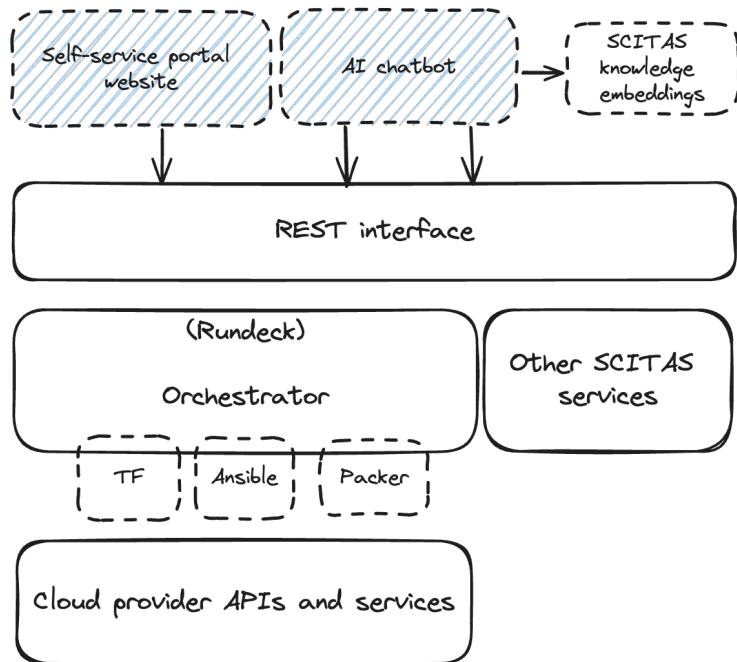 Self-service portal
website
AI chatbot
SCITAS
knowledge
embeddings
REST interface
(Rundeck)
Orchestrator
Other SCITAS
services
TF
Ansible
Packer
Cloud provider APIs and services